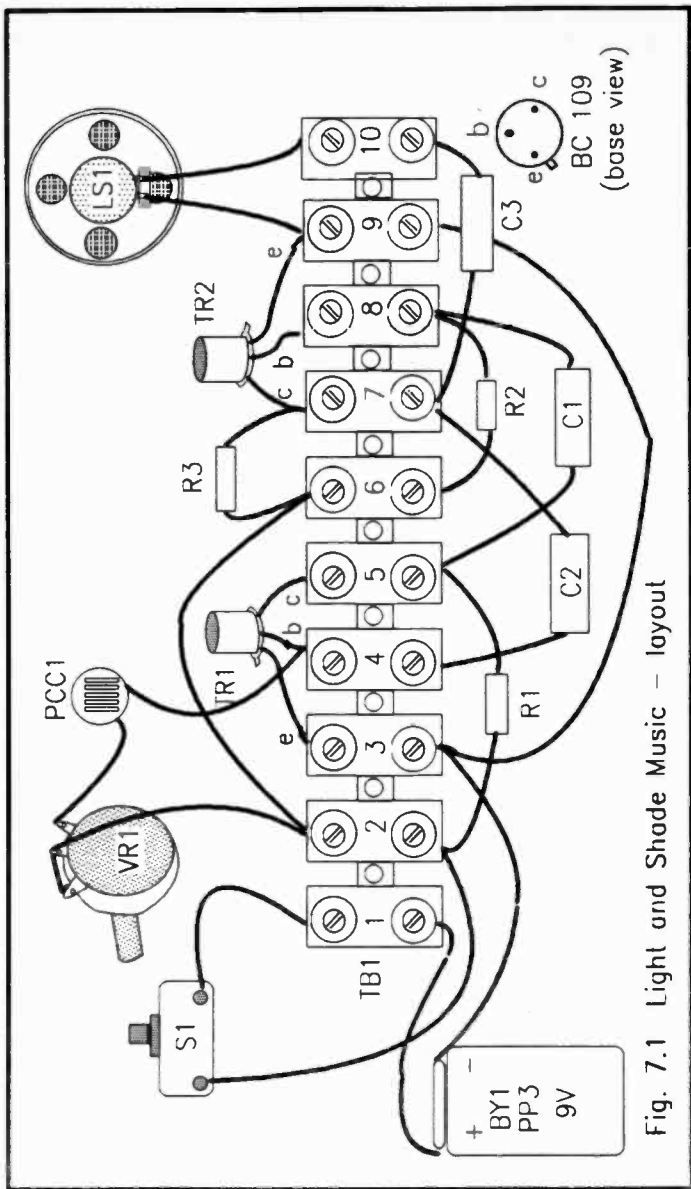 LS1
TR2
R3
PCC1
VR1
TR1
S1
e
b
c
c
b
e
10
9
8
7
6
5
4
3
2
1
TB1
b
e
c
BC 109
(base view)
C3
R2
C1
C2
R1
+ -
BY1
PP3
9V
Fig. 7.1 Light and Shade Music – layout